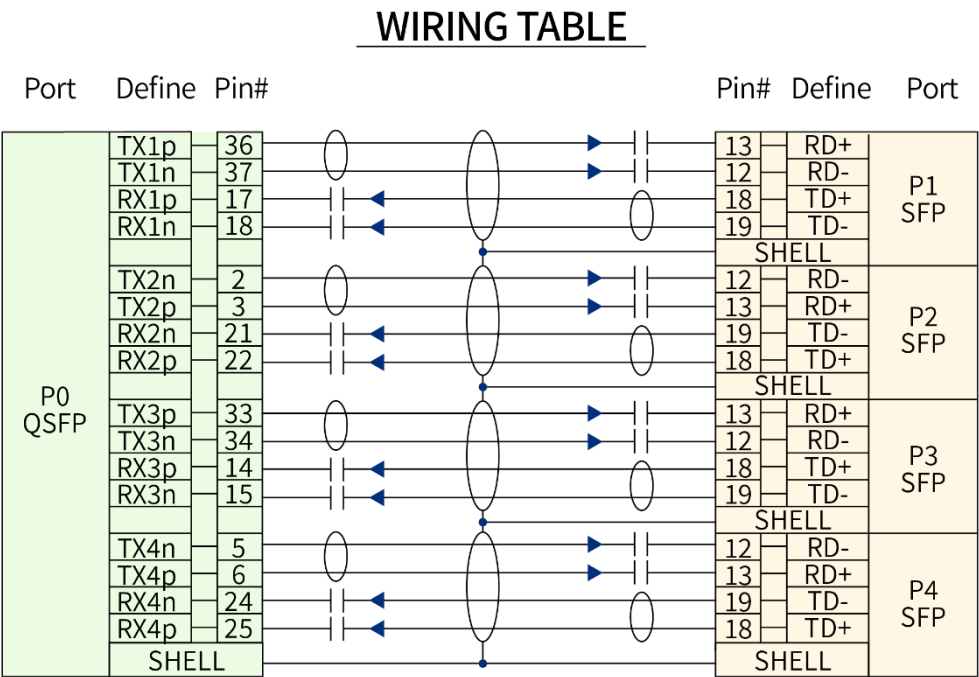 WIRING TABLE
Port Define Pin# Pin# Define Port
TX1p 36 13 RD+
TX1n 37 12 RD-
RX1p 17 18 TD+
RX1n 18 19 TD-
P1
SFP
SHELL
TX2n 2 12 RD-
TX2p 3 13 RD+
RX2n 21 19 TD-
RX2p 22 18 TD+
P2
SFP
SHELL
P0
QSFP
TX3p 33 13 RD+
TX3n 34 12 RD-
RX3p 14 18 TD+
RX3n 15 19 TD-
P3
SFP
SHELL
TX4n 5 12 RD-
TX4p 6 13 RD+
RX4n 24 19 TD-
RX4p 25 18 TD+
P4
SFP
SHELL SHELL